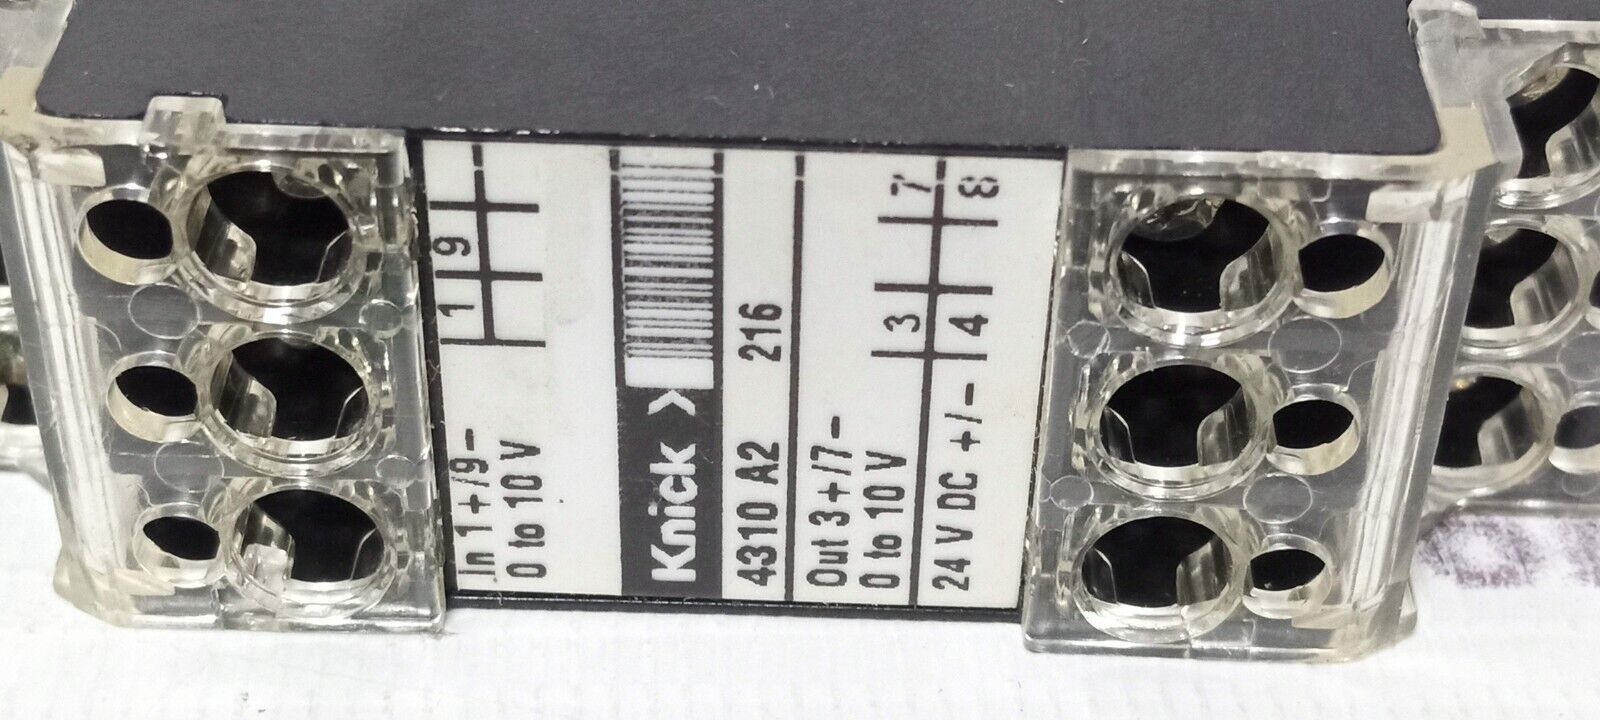 1 9
In 1+/9−
0 to 10 V
Knick >
4310 A2 216
Out 3+/7−
0 to 10 V
3 7
24 V DC +/− 4 8